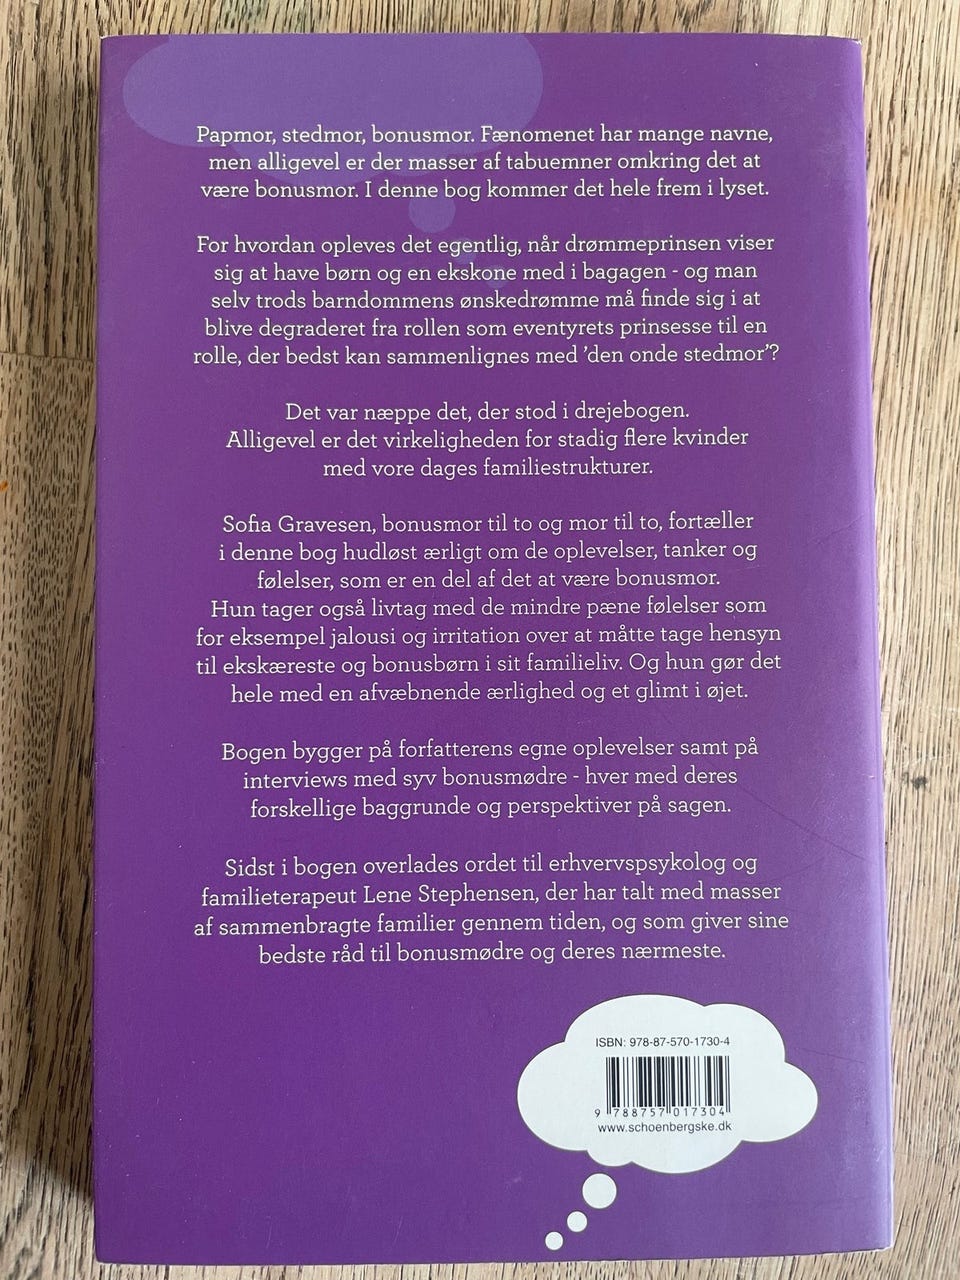 Papmor, stedmor, bonusmor. Fænomenet har mange navne,
men alligevel er der masser af tabuemner omkring det at
være bonusmor. I denne bog kommer det hele frem i lyset.
For hvordan opleves det egentlig, når drømmeprinsen viser
sig at have børn og en ekskone med i bagagen - og man
selv trods barndommens ønskedrømme må finde sig i at
blive degraderet fra rollen som eventyrets prinsesse til en
rolle, der bedst kan sammenlignes med 'den onde stedmor'?
Det var næppe det, der stod i drejebogen.
Alligevel er det virkeligheden for stadig flere kvinder
med vore dages familiestrukturer.
Sofia Gravesen, bonusmor til to og mor til to, fortæller
i denne bog hudløst ærligt om de oplevelser, tanker og
følelser, som er en del af det at være bonusmor.
Hun tager også livtag med de mindre pæne følelser som
for eksempel jalousi og irritation over at måtte tage hensyn
til ekskæreste og bonusbørn i sit familieliv. Og hun gør det
hele med en afvæbnende ærlighed og et glimt i øjet.
Bogen bygger på forfatterens egne oplevelser samt på
interviews med syv bonusmødre - hver med deres
forskellige baggrunde og perspektiver på sagen.
Sidst i bogen overlades ordet til erhvervspsykolog og
familieterapeut Lene Stephensen, der har talt med masser
af sammenbragte familier gennem tiden, og som giver sine
bedste råd til bonusmødre og deres nærmeste.
ISBN: 978-87-570-1730-4
9 788757 017304
www.schoenbergske.dk